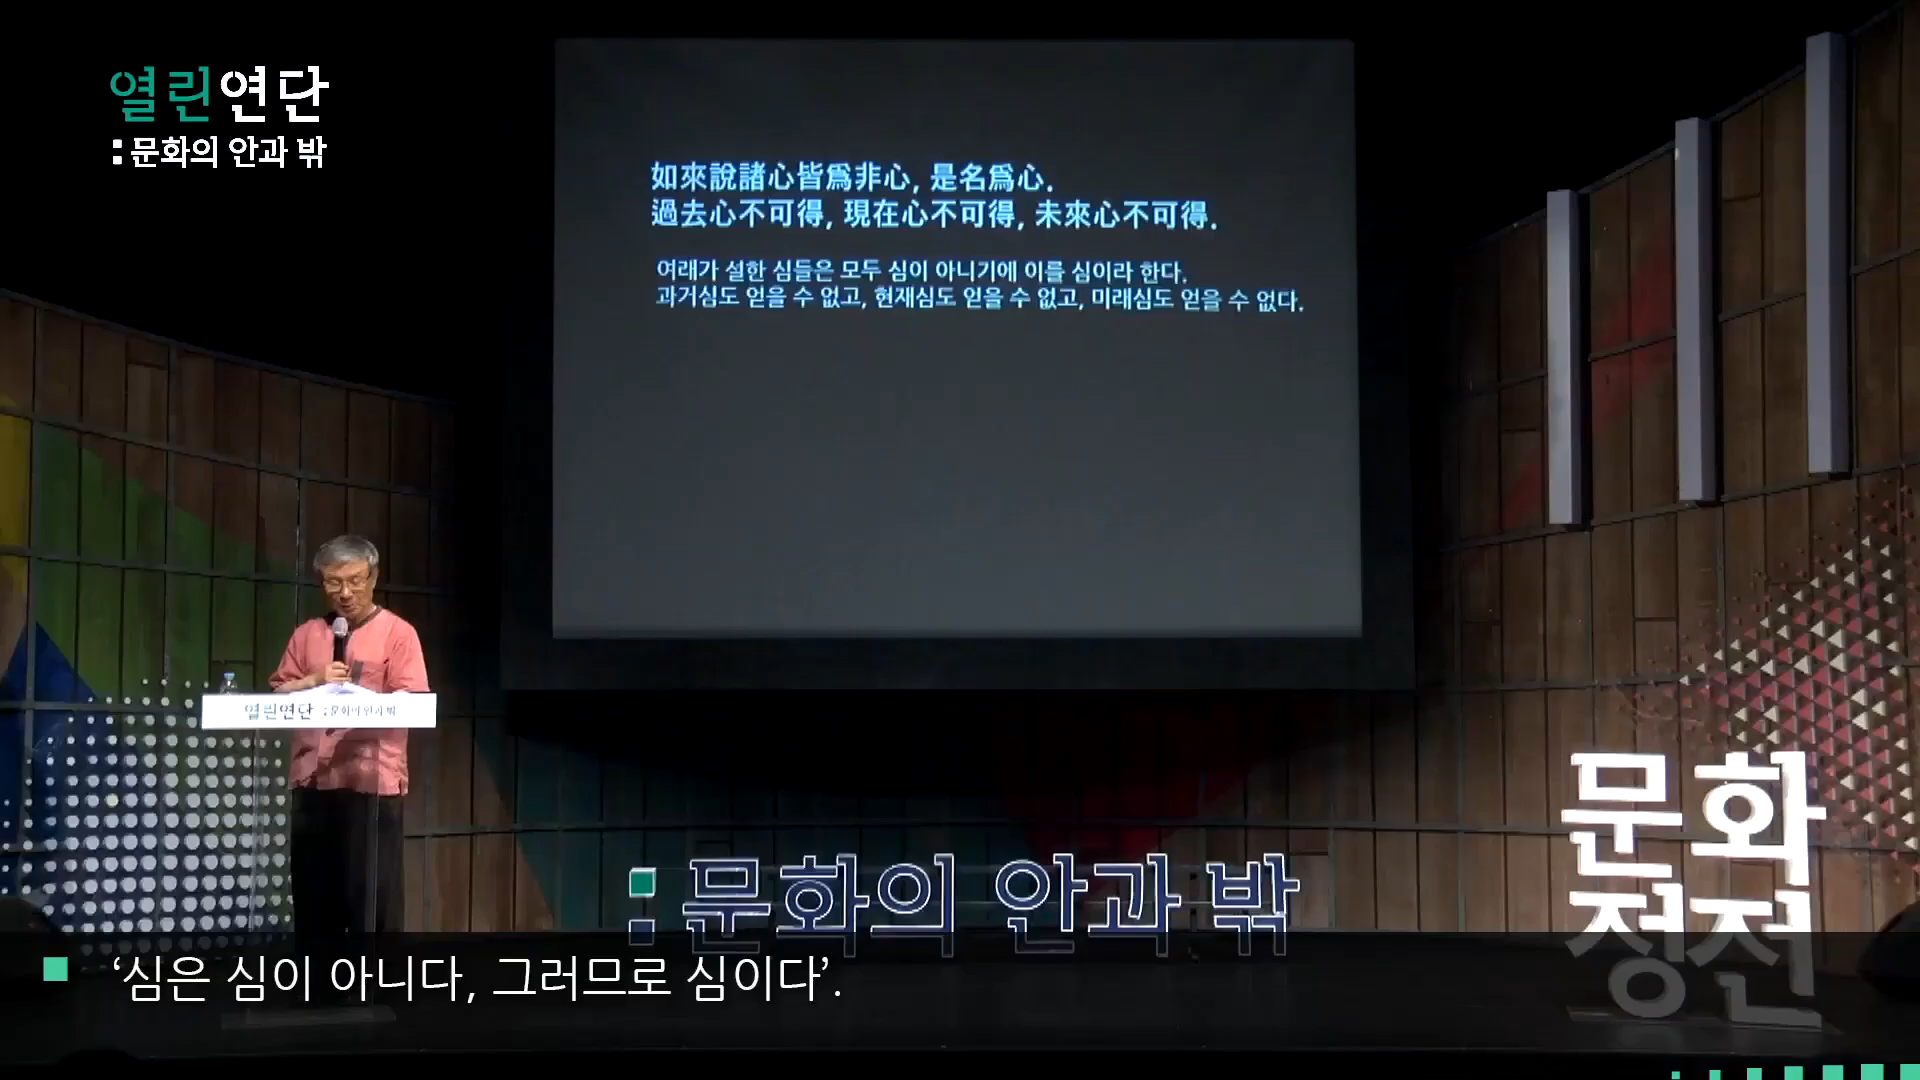 열린연단
:문화의 안과 밖
如來說諸心皆爲非心, 是名爲心.
過去心不可得, 現在心不可得, 未來心不可得.
여래가 설한 심들은 모두 심이 아니기에 이를 심이라 한다.
과거심도 얻을 수 없고, 현재심도 얻을 수 없고, 미래심도 얻을 수 없다.
열린연단 :문화의 안과 밖
:문화의 안과 밖
문화
정전
‘심은 심이 아니다, 그러므로 심이다’.